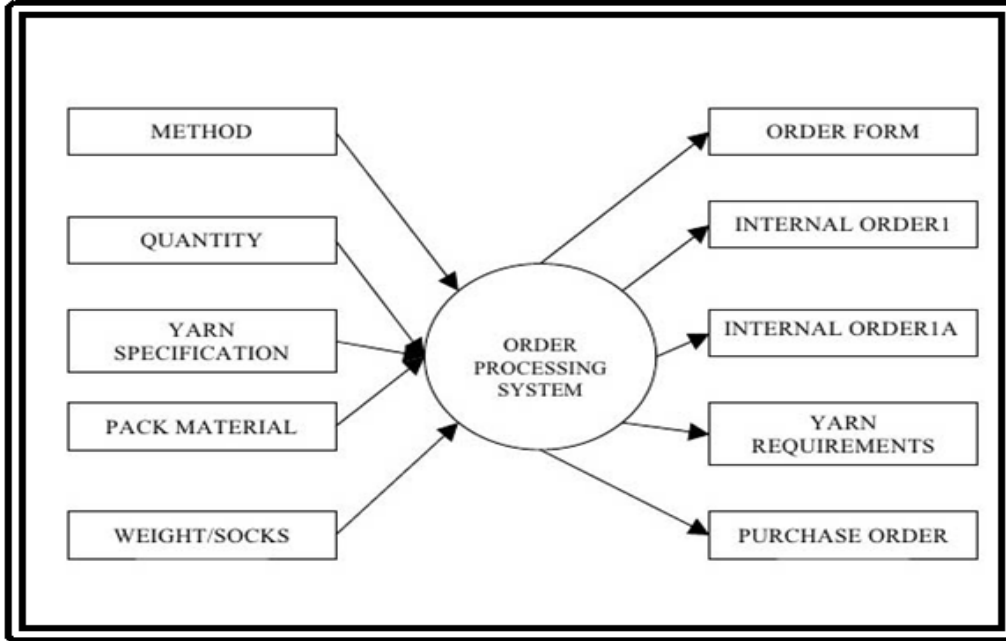 METHOD
QUANTITY
YARN
SPECIFICATION
PACK MATERIAL
WEIGHT/SOCKS
ORDER
PROCESSING
SYSTEM
ORDER FORM
INTERNAL ORDER1
INTERNAL ORDER1A
YARN
REQUIREMENTS
PURCHASE ORDER